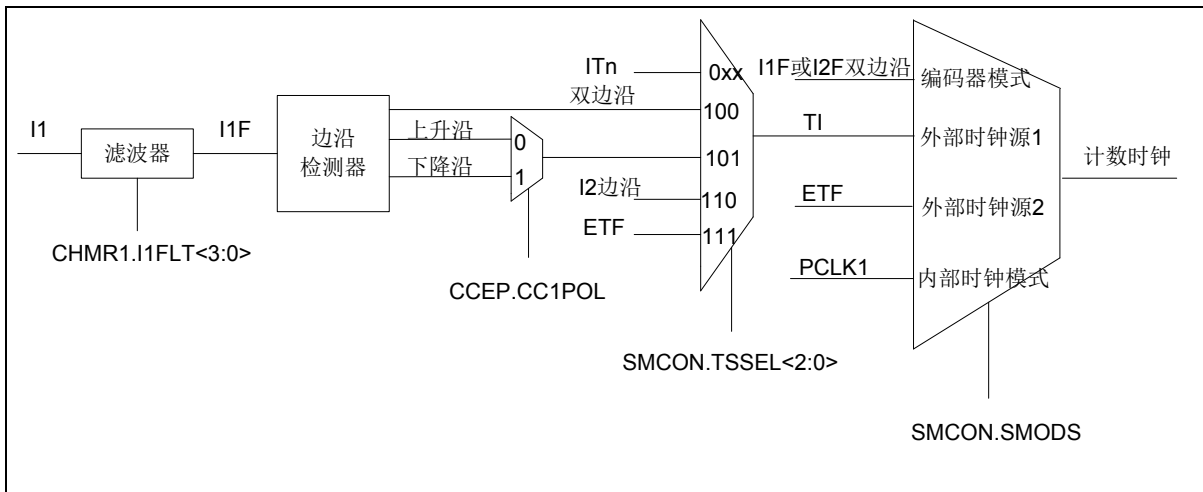 I1
滤波器
CHMR1.I1FLT<3:0>
I1F
边沿
检测器
上升沿
下降沿
0
1
CCEP.CC1POL
ITn
双边沿
I2边沿
ETF
0xx
100
101
110
111
SMCON.TSSEL<2:0>
I1F或I2F双边沿
TI
ETF
PCLK1
编码器模式
外部时钟源1
外部时钟源2
内部时钟模式
SMCON.SMODS
计数时钟